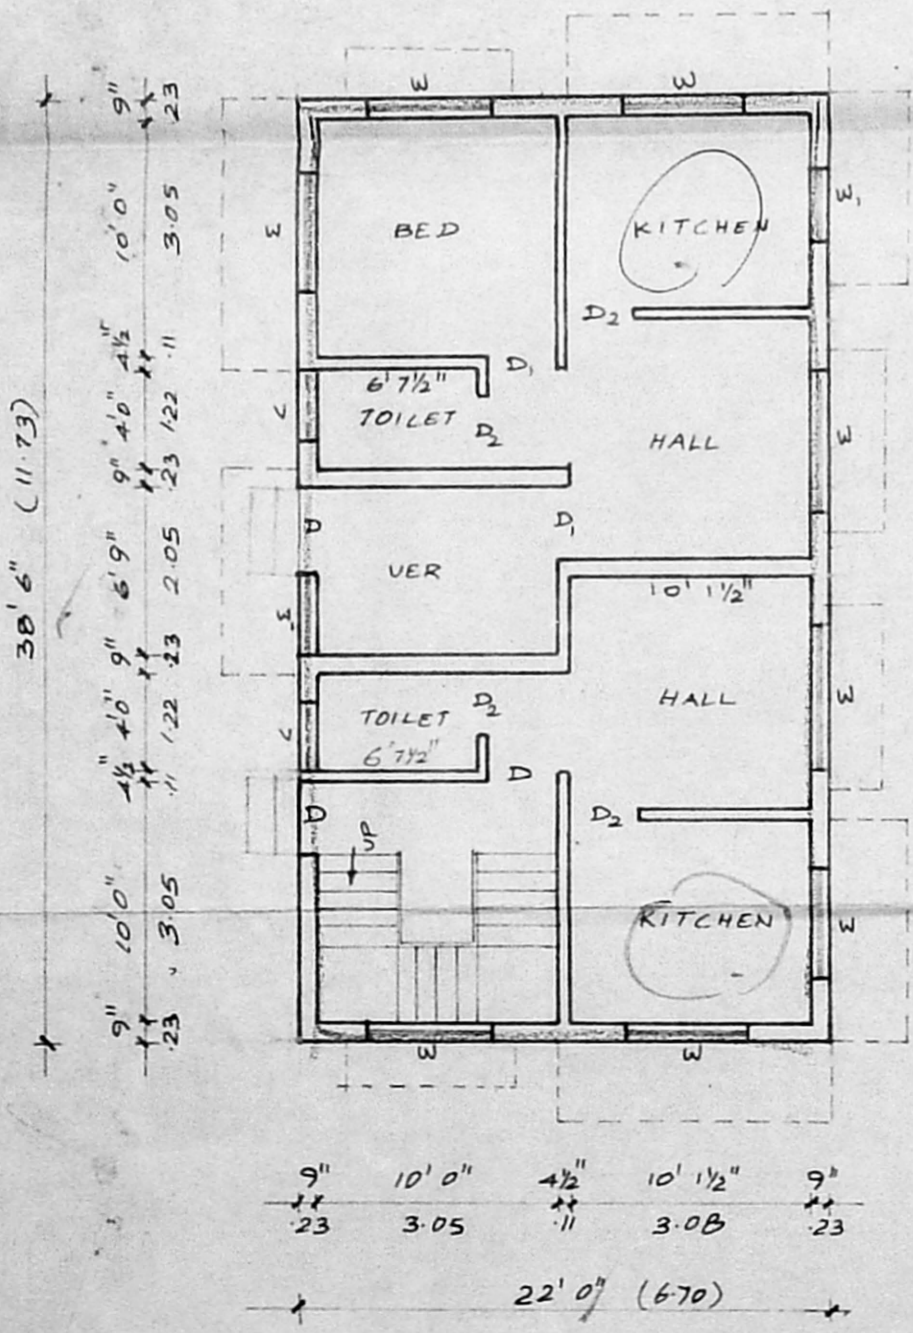 W
W
9"
.23
BED
KITCHEN
W
W'
10' 0"
3.05
D2
4½"
.11
D1
6' 7½"
TOILET
D2
HALL
W
V
4'0"
1.22
9"
.23
38' 6" (11.73)
D
D1
VER
6' 9"
2.05
10' 1½"
W'
9"
.23
TOILET
D2
HALL
W
6' 7½"
V
4'0"
1.22
D
4½"
.11
D
D2
UP
KITCHEN
W
10' 0"
3.05
9"
.23
W
W
9" 10' 0" 4½" 10' 1½" 9"
.23 3.05 .11 3.08 .23
22' 0" (6.70)